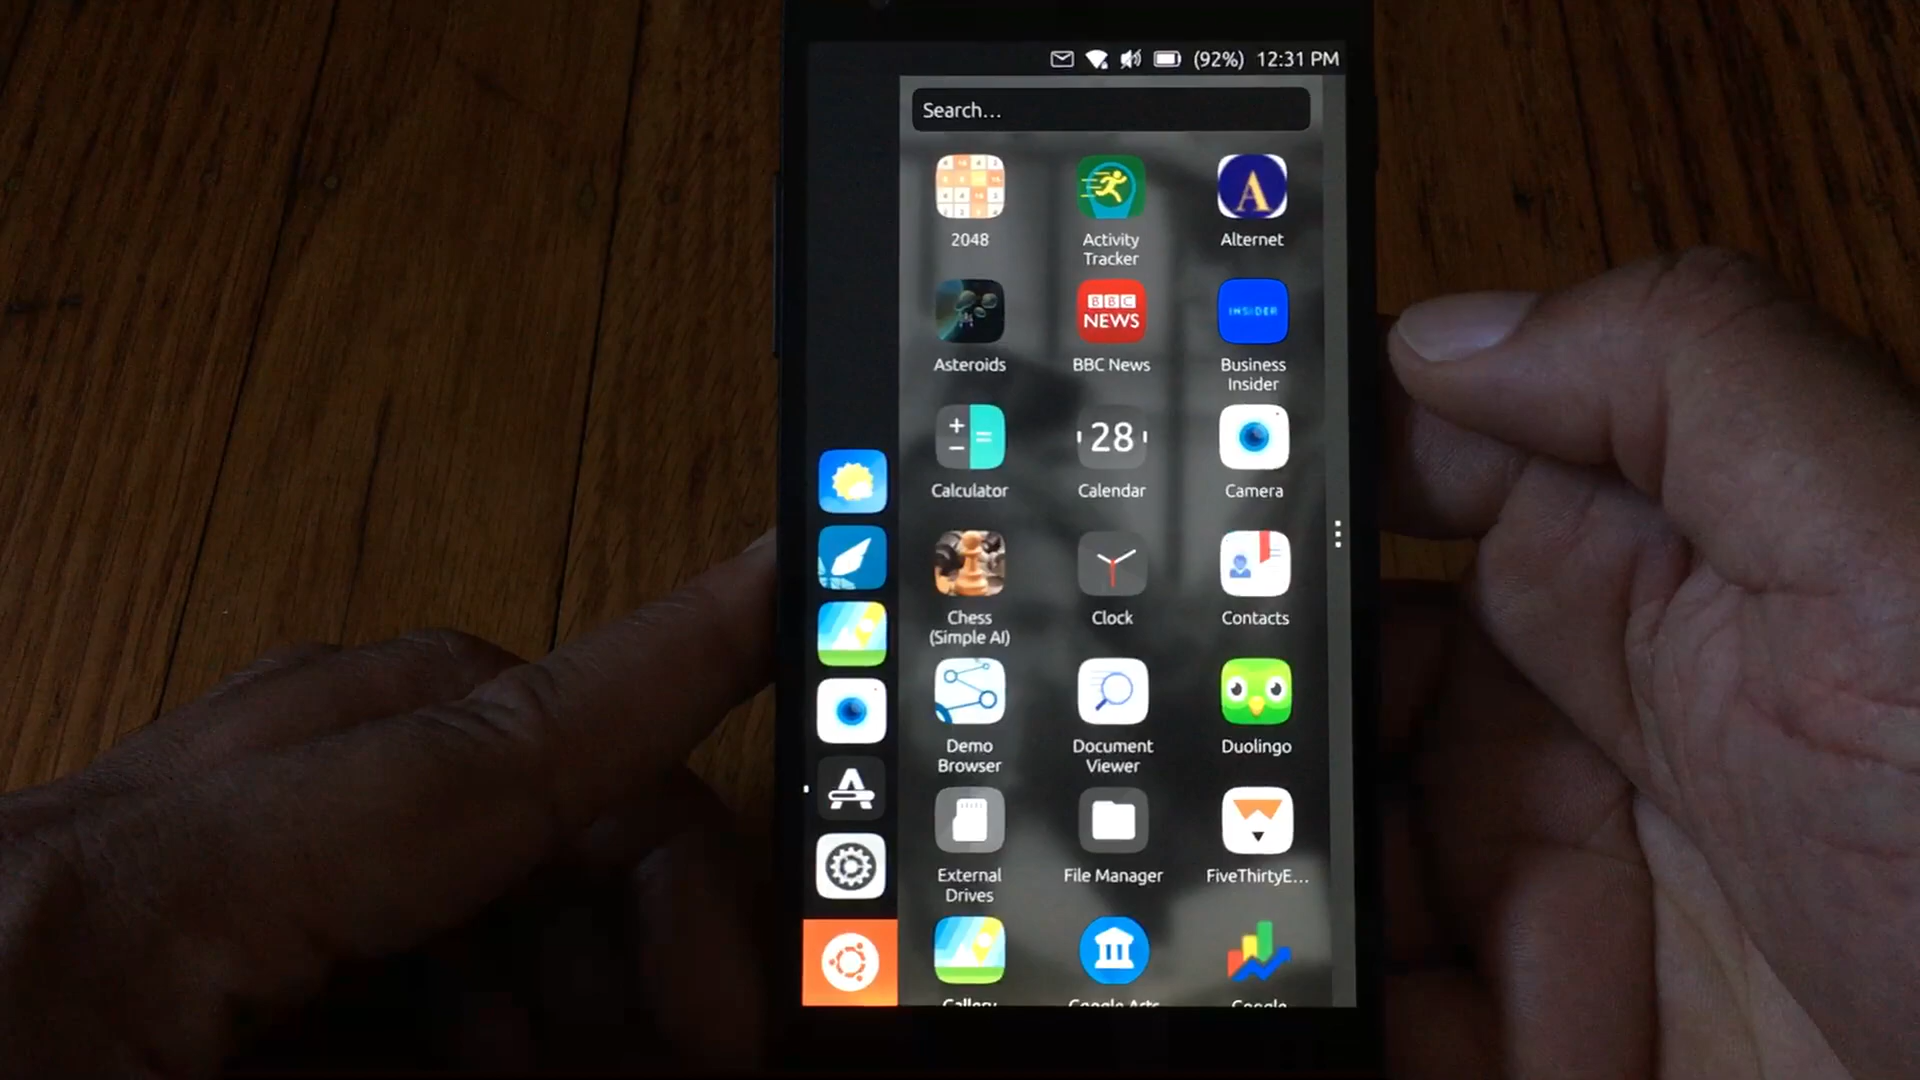 (92%) 12:31 PM
Search...
2048
Activity
Tracker
A
Alternet
Asteroids
BBC
NEWS
BBC News
INSIDER
Business
Insider
+ = −
Calculator
28
Calendar
Camera
Chess
(Simple AI)
Clock
Contacts
Demo
Browser
Document
Viewer
Duolingo
External
Drives
File Manager
FiveThirtyE...
Gallery
Google Arts
Google